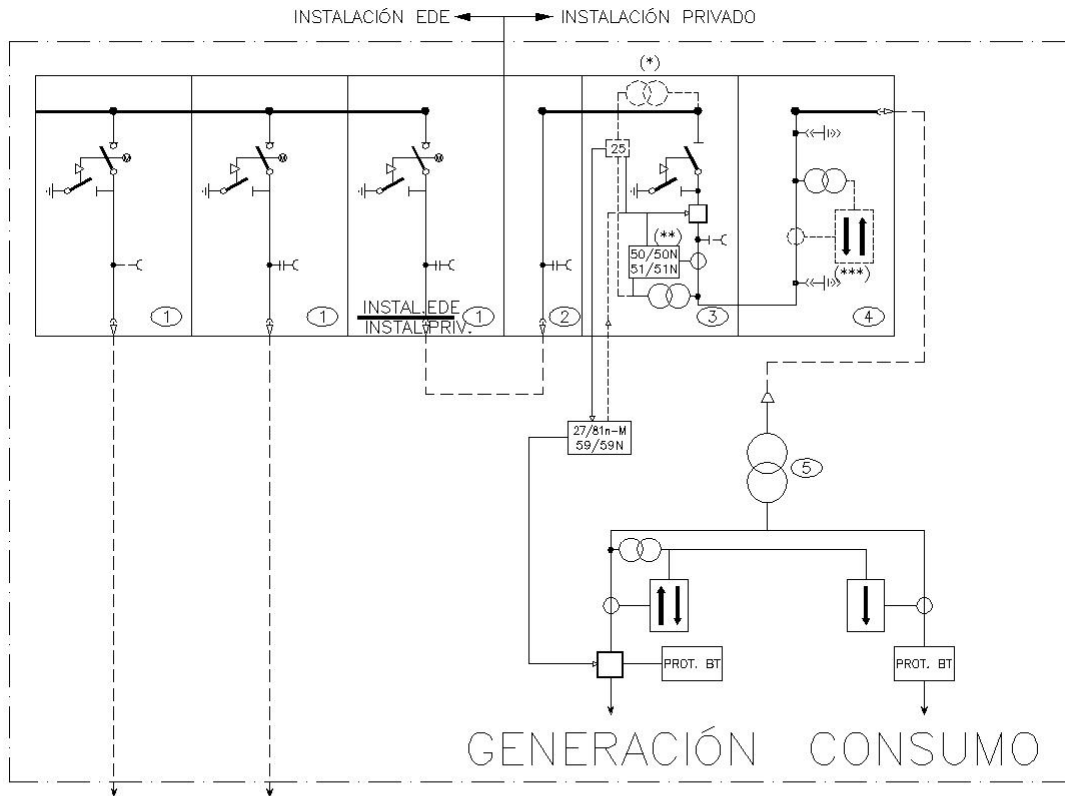 INSTALACIÓN EDE
INSTALACIÓN PRIVADO
(*)
25
(**)
50/50N
51/51N
(***)
INSTAL.EDE
INSTAL.PRIV.
1
1
1
2
3
4
27/81n-M
59/59N
5
PROT. BT
PROT. BT
GENERACIÓN
CONSUMO